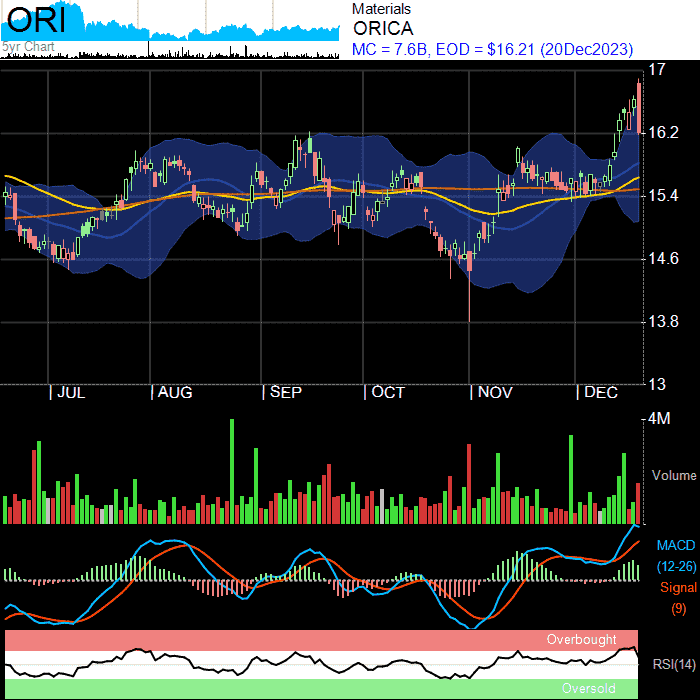 ORI
5yr Chart
Materials
ORICA
MC = 7.6B, EOD = $16.21 (20Dec2023)
17
16.2
15.4
14.6
13.8
13
| JUL | AUG | SEP | OCT | NOV | DEC
4M
Volume
MACD
(12-26)
Signal
(9)
Overbought
RSI(14)
Oversold